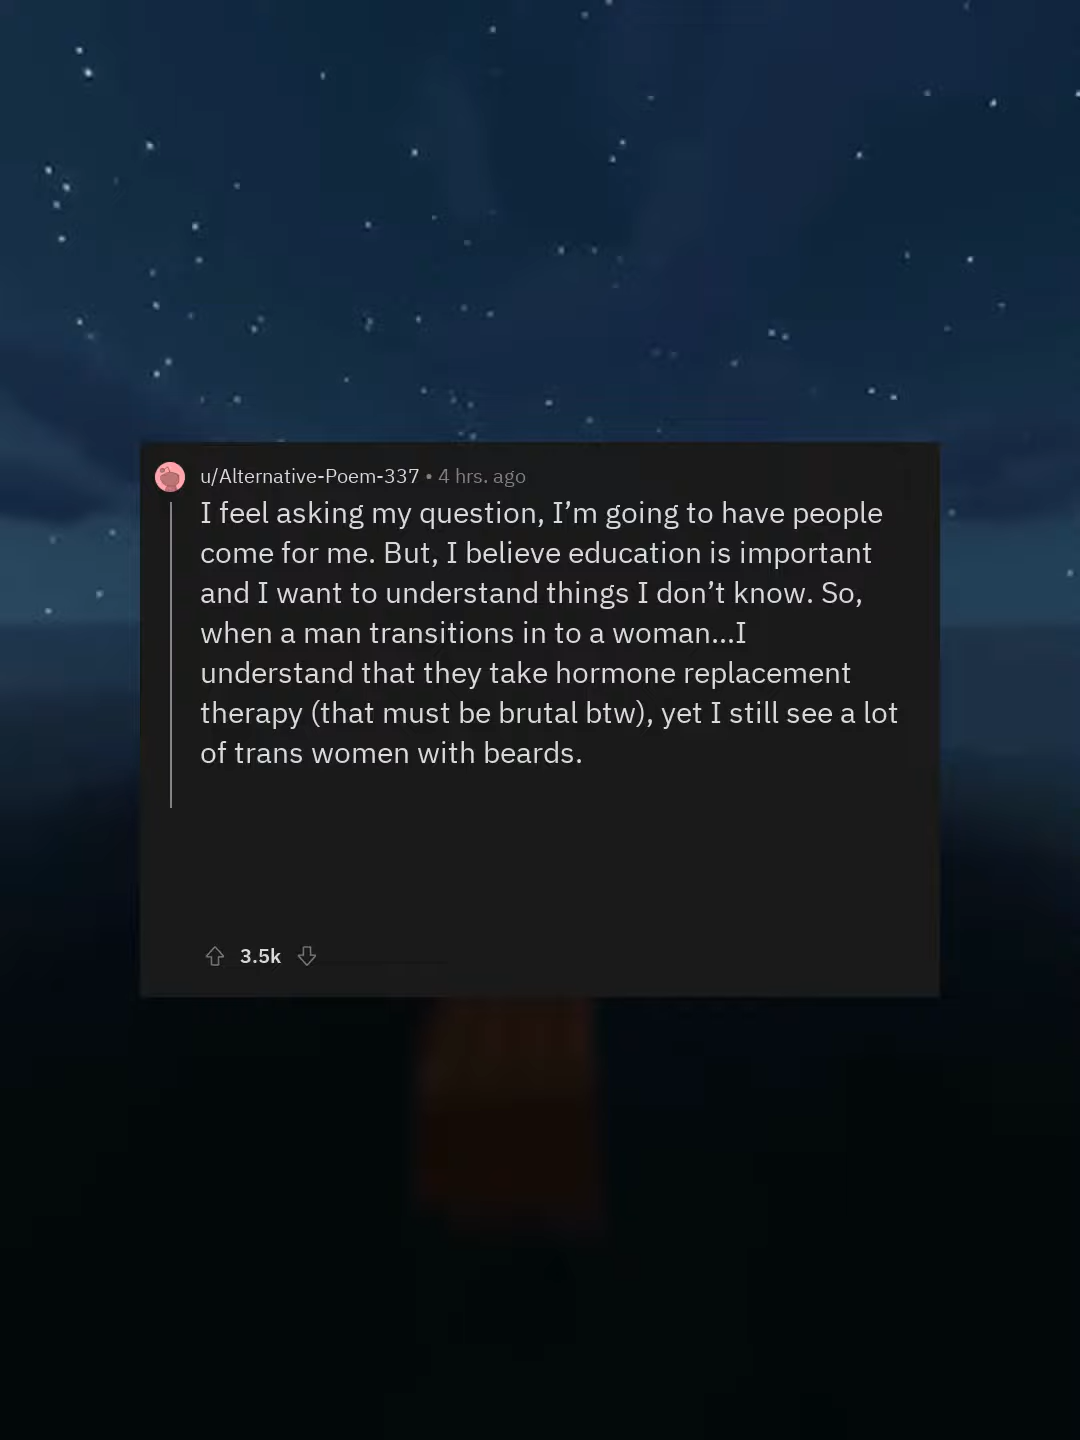 u/Alternative-Poem-337 • 4 hrs. ago
I feel asking my question, I’m going to have people
come for me. But, I believe education is important
and I want to understand things I don’t know. So,
when a man transitions in to a woman...I
understand that they take hormone replacement
therapy (that must be brutal btw), yet I still see a lot
of trans women with beards.
3.5k